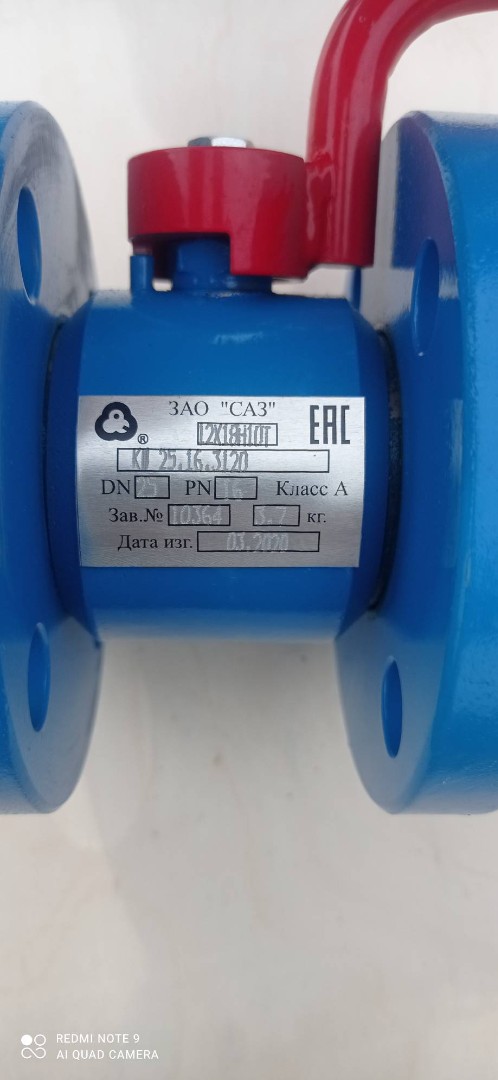 ЗАО "САЗ"
12Х18Н10Т
®
ЕАС
КШ 25.16.3120
DN 25 PN 16 Класс А
Зав.№ 10364 3.7 кг.
Дата изг. 03.2020
REDMI NOTE 9
AI QUAD CAMERA